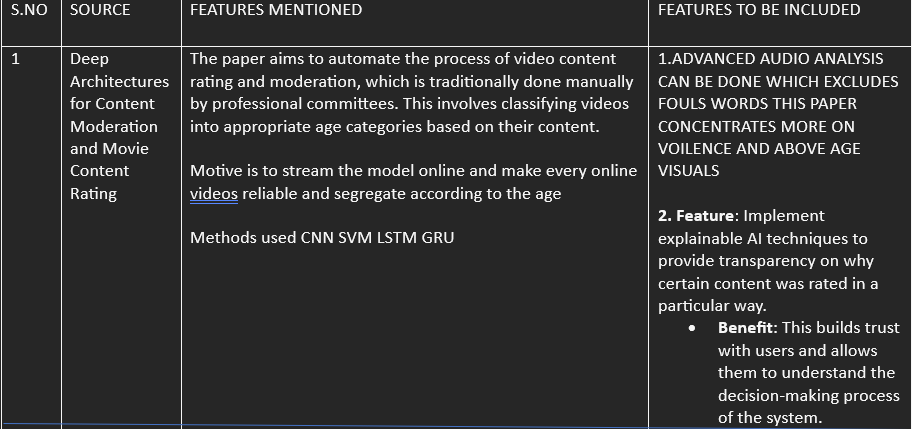 S.NO
SOURCE
FEATURES MENTIONED
FEATURES TO BE INCLUDED
1
Deep
Architectures
for Content
Moderation
and Movie
Content
Rating
The paper aims to automate the process of video content
rating and moderation, which is traditionally done manually
by professional committees. This involves classifying videos
into appropriate age categories based on their content.
Motive is to stream the model online and make every online
videos reliable and segregate according to the age
Methods used CNN SVM LSTM GRU
1.ADVANCED AUDIO ANALYSIS
CAN BE DONE WHICH EXCLUDES
FOULS WORDS THIS PAPER
CONCENTRATES MORE ON
VOILENCE AND ABOVE AGE
VISUALS
2. Feature: Implement
explainable AI techniques to
provide transparency on why
certain content was rated in a
particular way.
• Benefit: This builds trust
with users and allows
them to understand the
decision-making process
of the system.